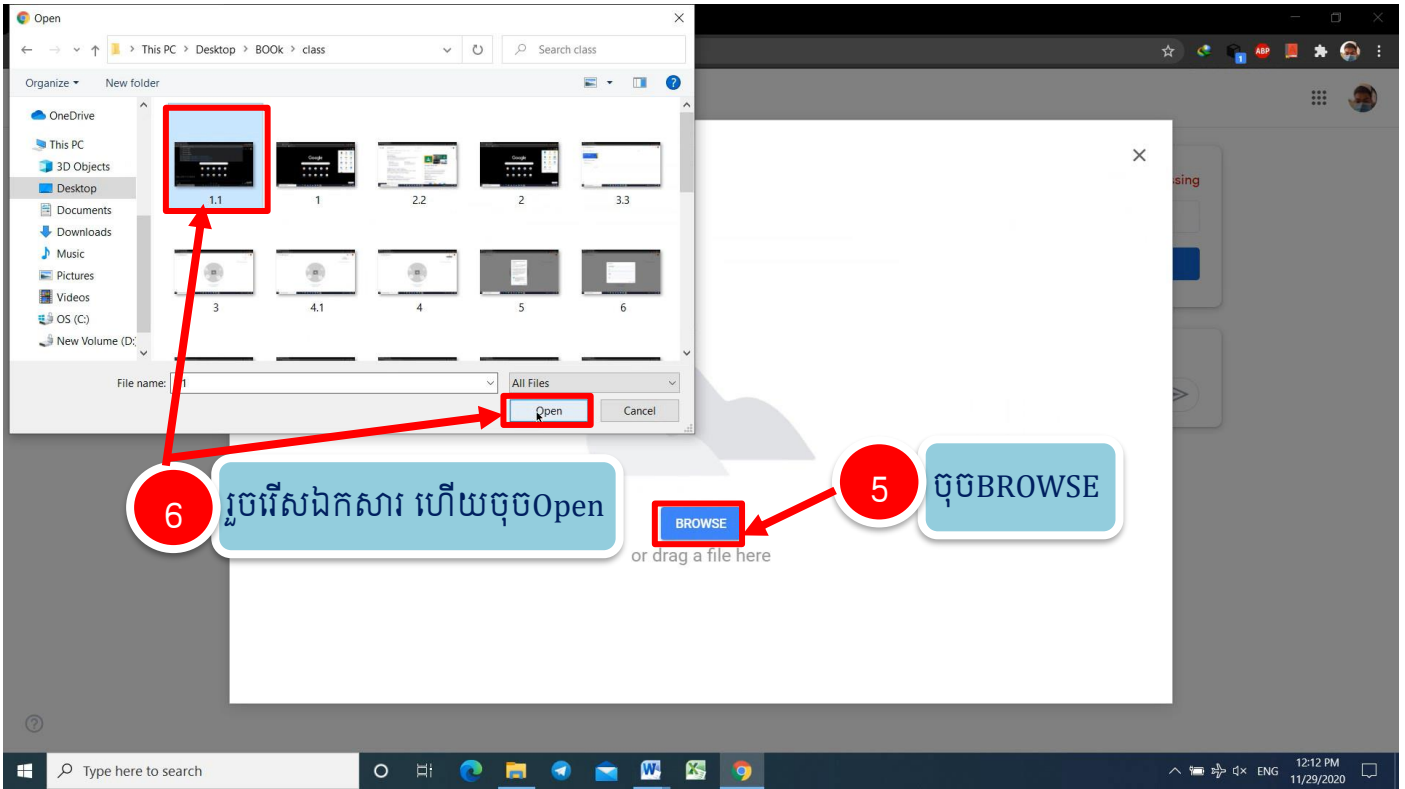 Open
This PC > Desktop > BOOk > class
Search class
Organize
New folder
OneDrive
This PC
3D Objects
Desktop
Documents
Downloads
Music
Pictures
Videos
OS (C:)
New Volume (D:
1.1
1
2.2
2
3.3
3
4.1
4
5
6
File name:
All Files
Open
Cancel
ABP
1
sing
6
រួចរើសឯកសារ ហើយចុចOpen
5
ចុចBROWSE
BROWSE
or drag a file here
Type here to search
ENG
12:12 PM
11/29/2020